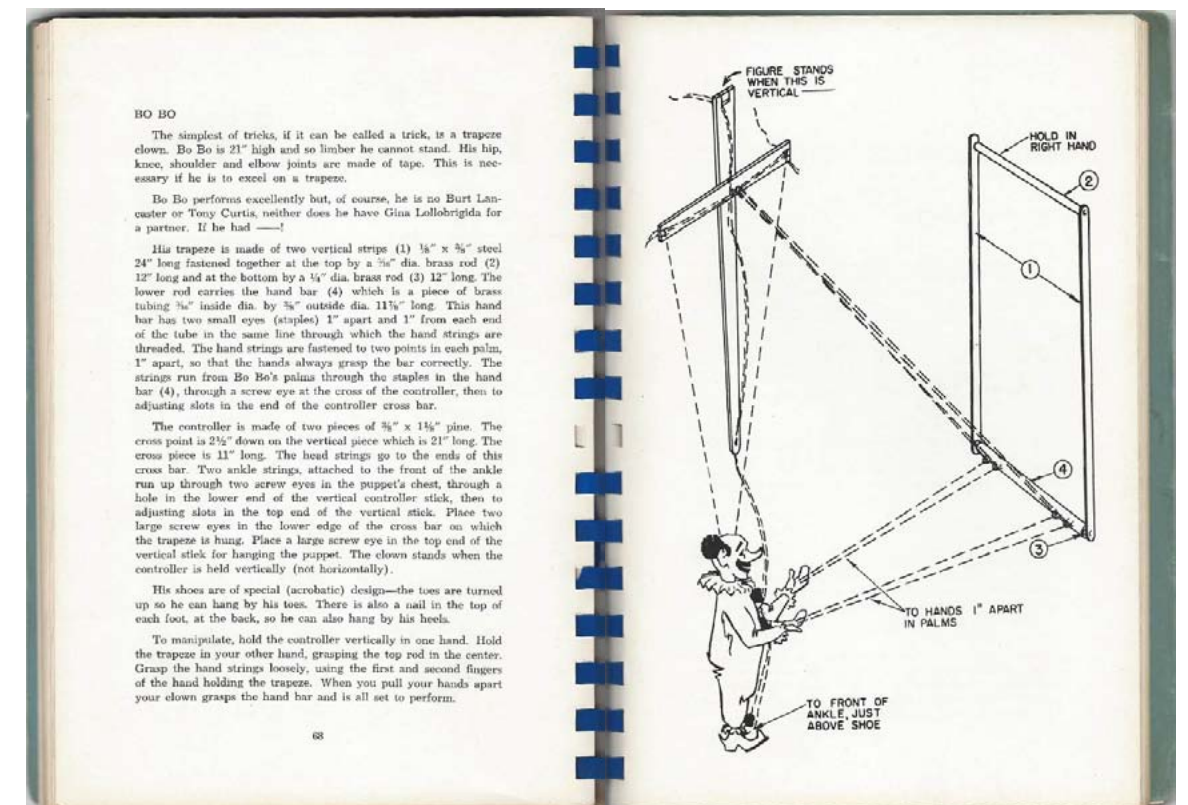 BO BO
The simplest of tricks, if it can be called a trick, is a trapeze
clown. Bo Bo is 21″ high and so limber he cannot stand. His hip,
knee, shoulder and elbow joints are made of tape. This is nec-
essary if he is to excel on a trapeze.
Bo Bo performs excellently but, of course, he is no Burt Lan-
caster or Tony Curtis, neither does he have Gina Lollobrigida for
a partner. If he had ——!
His trapeze is made of two vertical strips (1) ⅛″ x ⅜″ steel
24″ long fastened together at the top by a dia. brass rod (2)
12″ long and at the bottom by a ¼″ dia. brass rod (3) 12″ long. The
lower rod carries the hand bar (4) which is a piece of brass
tubing inside dia. by ⅜″ outside dia. 11⅞″ long. This hand
bar has two small eyes (staples) 1″ apart and 1″ from each end
of the tube in the same line through which the hand strings are
threaded. The hand strings are fastened to two points in each palm,
1″ apart, so that the hands always grasp the bar correctly. The
strings run from Bo Bo's palms through the staples in the hand
bar (4), through a screw eye at the cross of the controller, then to
adjusting slots in the end of the controller cross bar.
The controller is made of two pieces of ⅜″ x 1⅛″ pine. The
cross point is 2½″ down on the vertical piece which is 21″ long. The
cross piece is 11″ long. The head strings go to the ends of this
cross bar. Two ankle strings, attached to the front of the ankle
run up through two screw eyes in the puppet's chest, through a
hole in the lower end of the vertical controller stick, then to
adjusting slots in the top end of the vertical stick. Place two
large screw eyes in the lower edge of the cross bar on which
the trapeze is hung. Place a large screw eye in the top end of the
vertical stick for hanging the puppet. The clown stands when the
controller is held vertically (not horizontally).
His shoes are of special (acrobatic) design—the toes are turned
up so he can hang by his toes. There is also a nail in the top of
each foot, at the back, so he can also hang by his heels.
To manipulate, hold the controller vertically in one hand. Hold
the trapeze in your other hand, grasping the top rod in the center.
Grasp the hand strings loosely, using the first and second fingers
of the hand holding the trapeze. When you pull your hands apart
your clown grasps the hand bar and is all set to perform.
68
FIGURE STANDS
WHEN THIS IS
VERTICAL
HOLD IN
RIGHT HAND
2
1
4
3
TO HANDS 1" APART
IN PALMS
TO FRONT OF
ANKLE, JUST
ABOVE SHOE